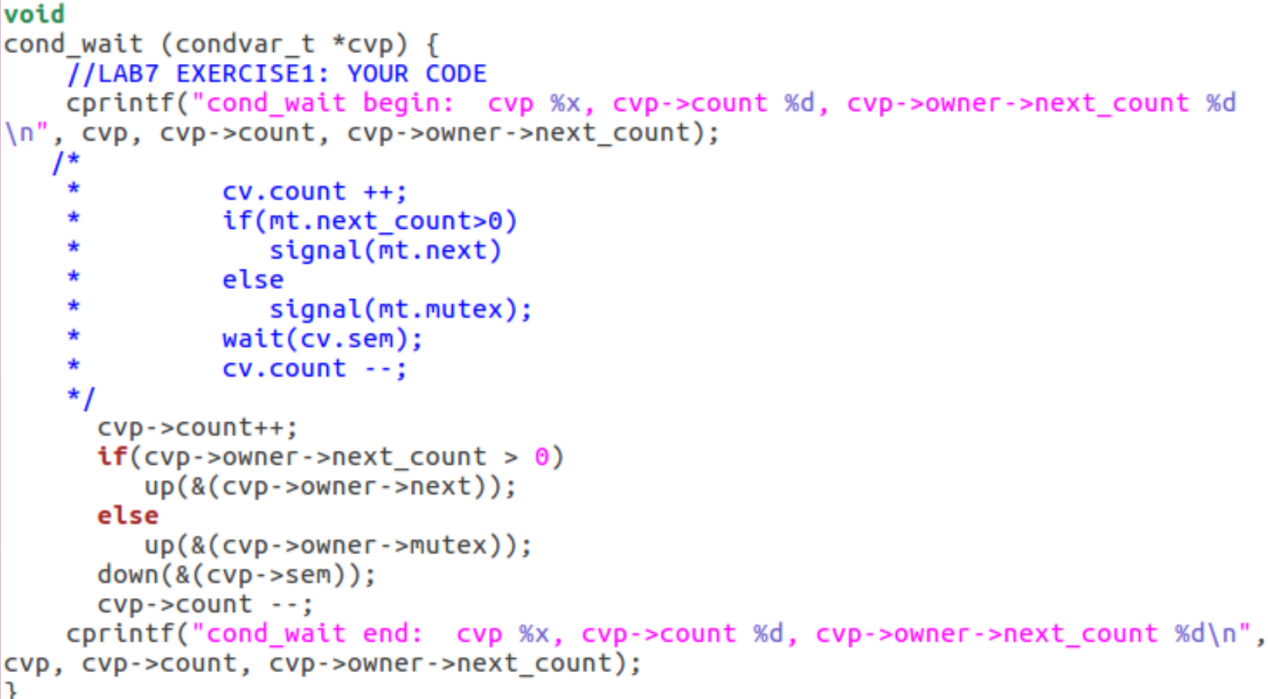 void
cond_wait (condvar_t *cvp) {
    //LAB7 EXERCISE1: YOUR CODE
    cprintf("cond_wait begin:  cvp %x, cvp->count %d, cvp->owner->next_count %d
\n", cvp, cvp->count, cvp->owner->next_count);
   /*
    *         cv.count ++;
    *         if(mt.next_count>0)
    *            signal(mt.next)
    *         else
    *            signal(mt.mutex);
    *         wait(cv.sem);
    *         cv.count --;
    */
      cvp->count++;
      if(cvp->owner->next_count > 0)
         up(&(cvp->owner->next));
      else
         up(&(cvp->owner->mutex));
      down(&(cvp->sem));
      cvp->count --;
    cprintf("cond_wait end:  cvp %x, cvp->count %d, cvp->owner->next_count %d\n",
cvp, cvp->count, cvp->owner->next_count);
}